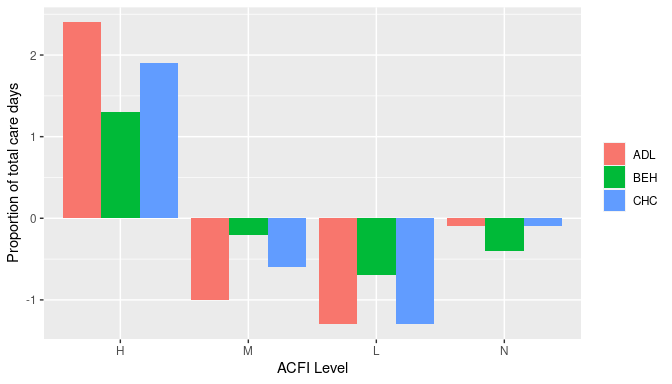 Proportion of total care days
2
1
0
-1
H M L N
ACFI Level
ADL
BEH
CHC